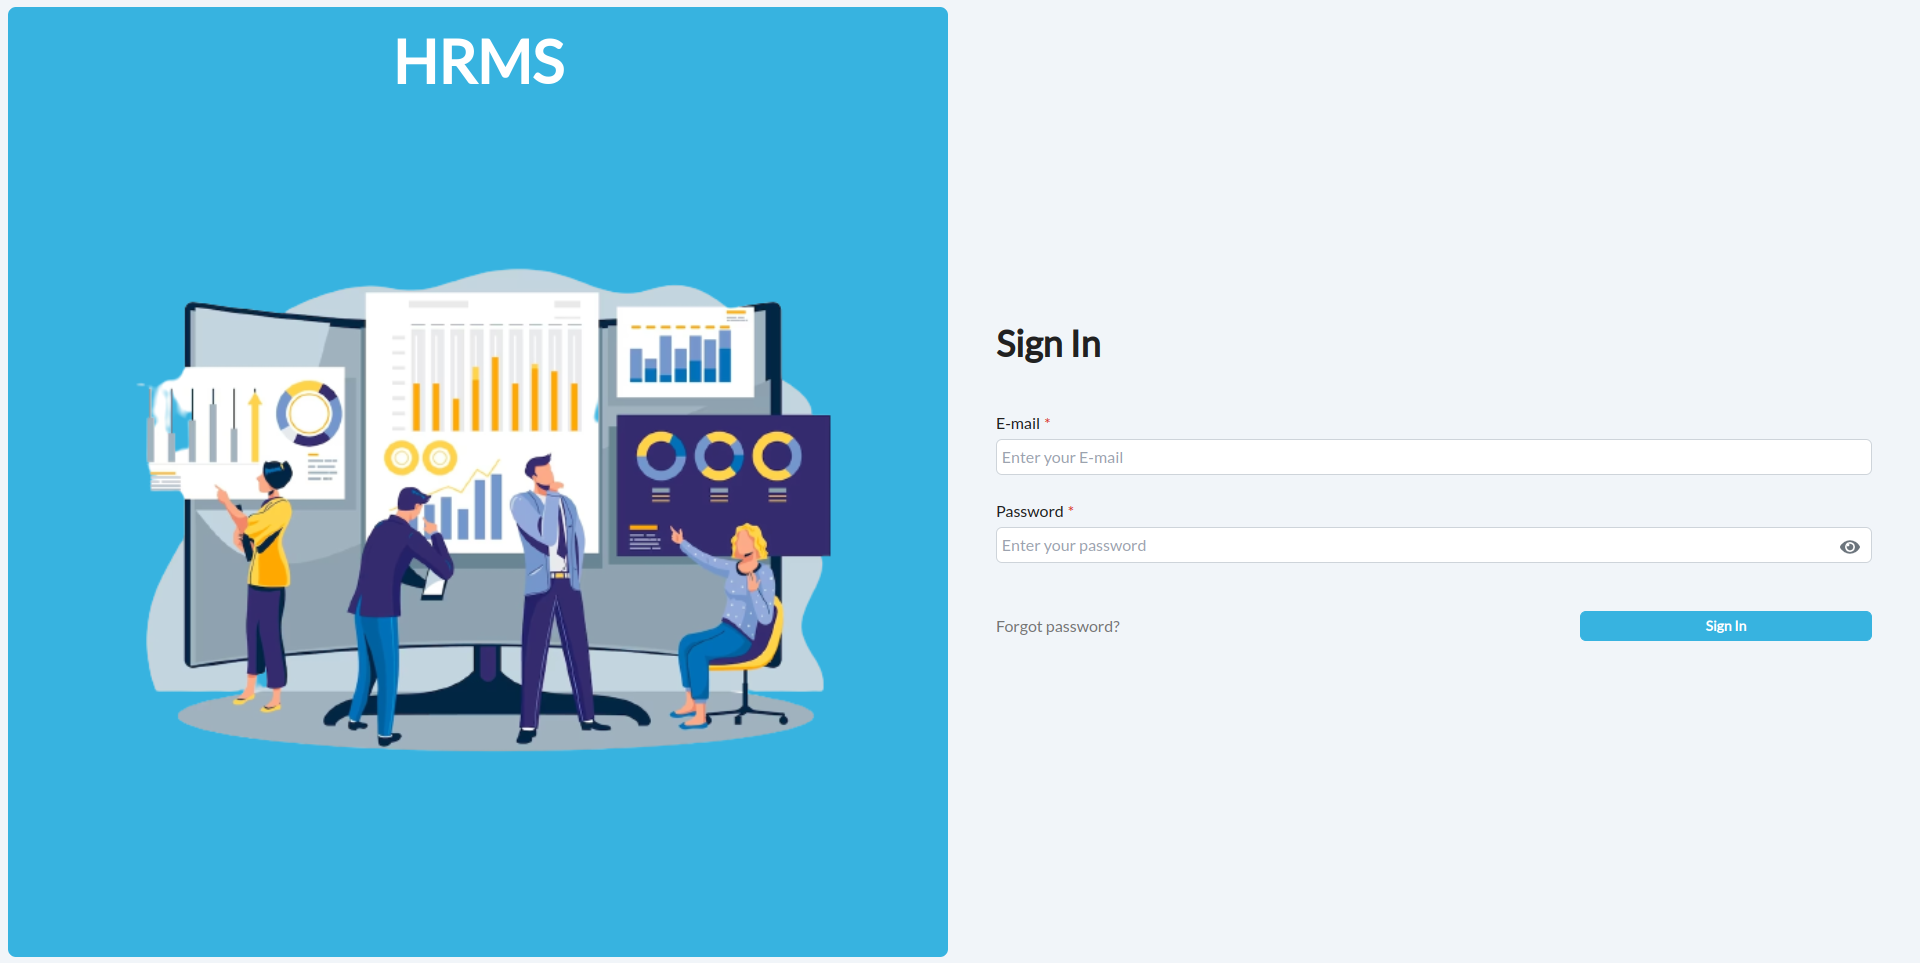 HRMS
Sign In
E-mail *
Enter your E-mail
Password *
Enter your password
Forgot password?
Sign In